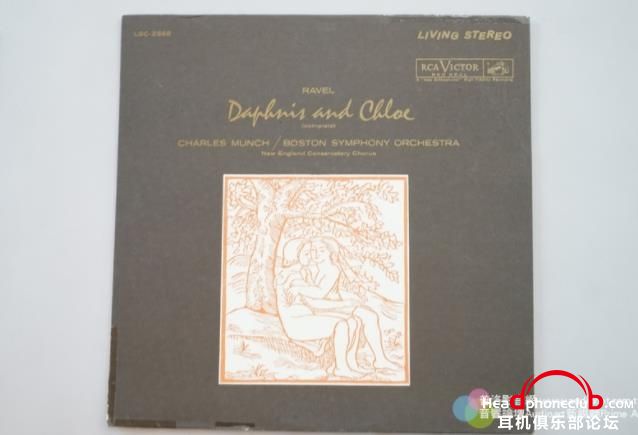 LSC-2568
LIVING STEREO
RCA VICTOR
RED SEAL
RAVEL
Daphnis and Chloe
(complete)
CHARLES MUNCH / BOSTON SYMPHONY ORCHESTRA
New England Conservatory Chorus
Headphoneclub.com
耳机俱乐部论坛